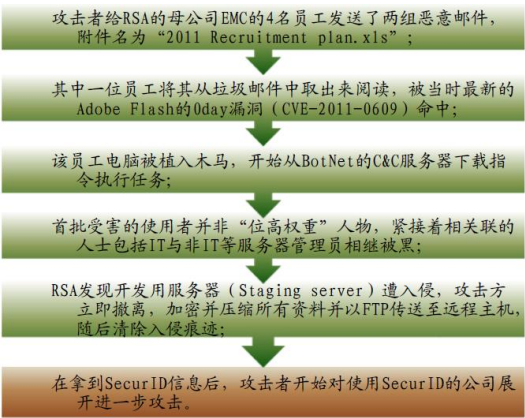 攻击者给RSA的母公司EMC的4名员工发送了两组恶意邮件，
附件名为“2011 Recruitment plan.xls”；
其中一位员工将其从垃圾邮件中取出来阅读，被当时最新的
Adobe Flash的0day漏洞（CVE-2011-0609）命中；
该员工电脑被植入木马，开始从BotNet的C&C服务器下载指
令执行任务；
首批受害的使用者并非“位高权重”人物，紧接着相关联的
人士包括IT与非IT等服务器管理员相继被黑；
RSA发现开发用服务器（Staging server）遭入侵，攻击方
立即撤离，加密并压缩所有资料并以FTP传送至远程主机，
随后清除入侵痕迹；
在拿到SecurID信息后，攻击者开始对使用SecurID的公司展
开进一步攻击。